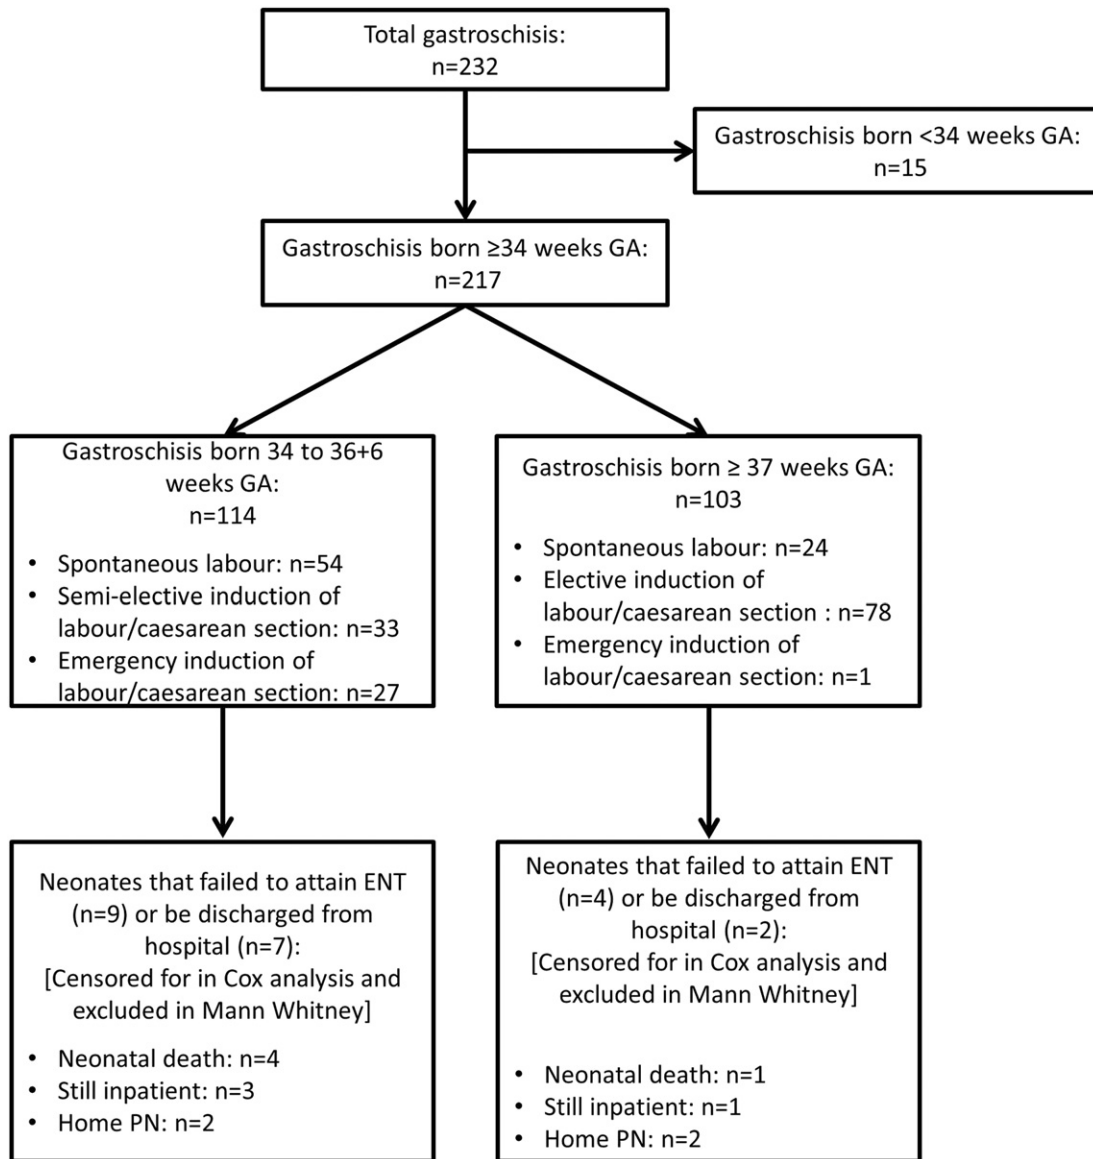 Total gastroschisis:
n=232
Gastroschisis born <34 weeks GA:
n=15
Gastroschisis born ≥34 weeks GA:
n=217
Gastroschisis born 34 to 36+6
weeks GA:
n=114
• Spontaneous labour: n=54
• Semi-elective induction of
labour/caesarean section: n=33
• Emergency induction of
labour/caesarean section: n=27
Gastroschisis born ≥ 37 weeks GA:
n=103
• Spontaneous labour: n=24
• Elective induction of
labour/caesarean section : n=78
• Emergency induction of
labour/caesarean section: n=1
Neonates that failed to attain ENT
(n=9) or be discharged from
hospital (n=7):
[Censored for in Cox analysis and
excluded in Mann Whitney]
• Neonatal death: n=4
• Still inpatient: n=3
• Home PN: n=2
Neonates that failed to attain ENT
(n=4) or be discharged from
hospital (n=2):
[Censored for in Cox analysis and
excluded in Mann Whitney]
• Neonatal death: n=1
• Still inpatient: n=1
• Home PN: n=2